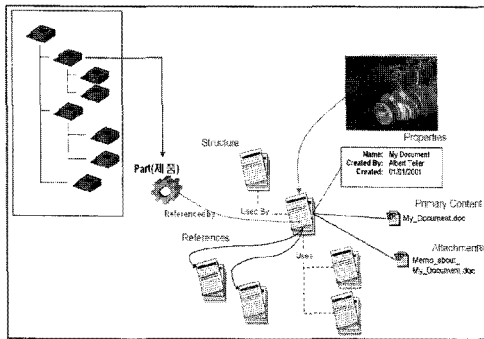 Structure
Properties
Name: My Document
Created By: Albert Teller
Created: 01/01/2001
Part(제 품)
Primary Content
Referenced by
Used By
My_Document.doc
References
Uses
Attachments
Memo_about_
My_Document.doc